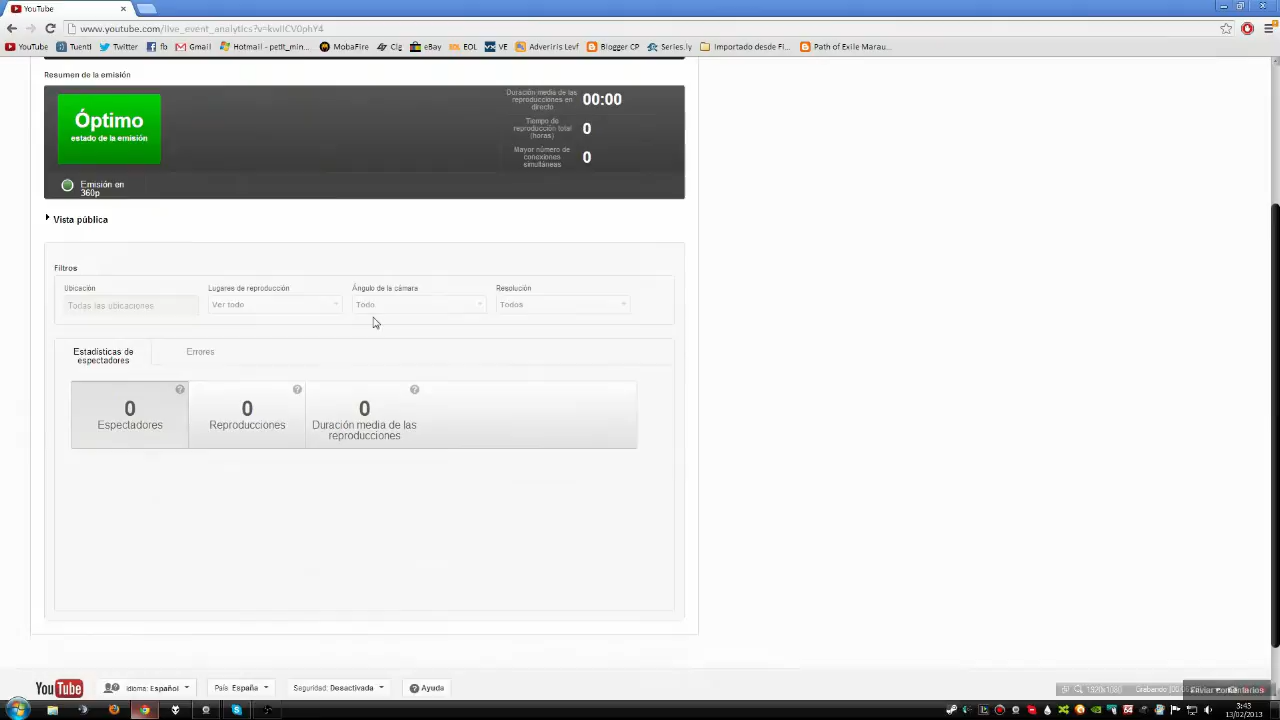 YouTube
www.youtube.com/live_event_analytics?v=kwIICV0phY4
YouTube Tuenti Twitter fb Gmail Hotmail - petit_min... MobaFire Clg eBay EOL VE Adveriris Levf Blogger CP Series.ly Importado desde Fi... Path of Exile Marau...
Resumen de la emisión
Óptimo
estado de la emisión
Duración media de las
reproducciones en
directo
00:00
Tiempo de
reproducción total
(horas)
0
Mayor número de
conexiones
simultáneas
0
Emisión en
360p
Vista pública
Filtros
Ubicación Lugares de reproducción Ángulo de la cámara Resolución
Todas las ubicaciones Ver todo Todo Todos
Estadísticas de
espectadores
Errores
0 0 0
Espectadores Reproducciones Duración media de las
reproducciones
YouTube Idioma: Español País: España Seguridad: Desactivada Ayuda
Enviar comentarios
3:43
13/02/2013